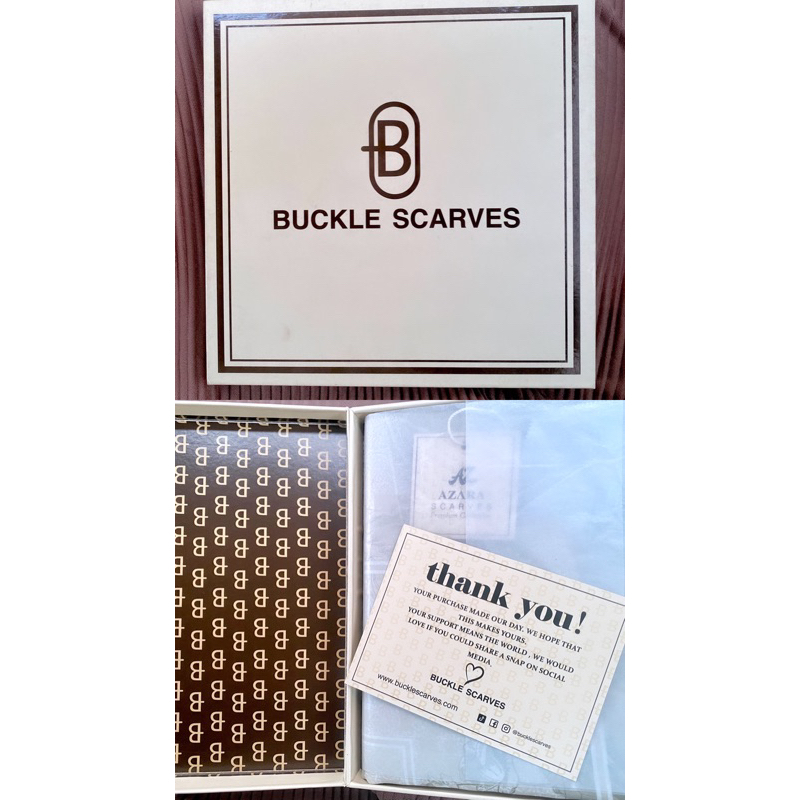 B
BUCKLE SCARVES
AZARA
SCARVES
thank you!
YOUR PURCHASE MADE OUR DAY. WE HOPE THAT
THIS MAKES YOURS.
YOUR SUPPORT MEANS THE WORLD , WE WOULD
LOVE IF YOU COULD SHARE A SNAP ON SOCIAL
MEDIA.
BUCKLE SCARVES
www.bucklescarves.com
@bucklescarves